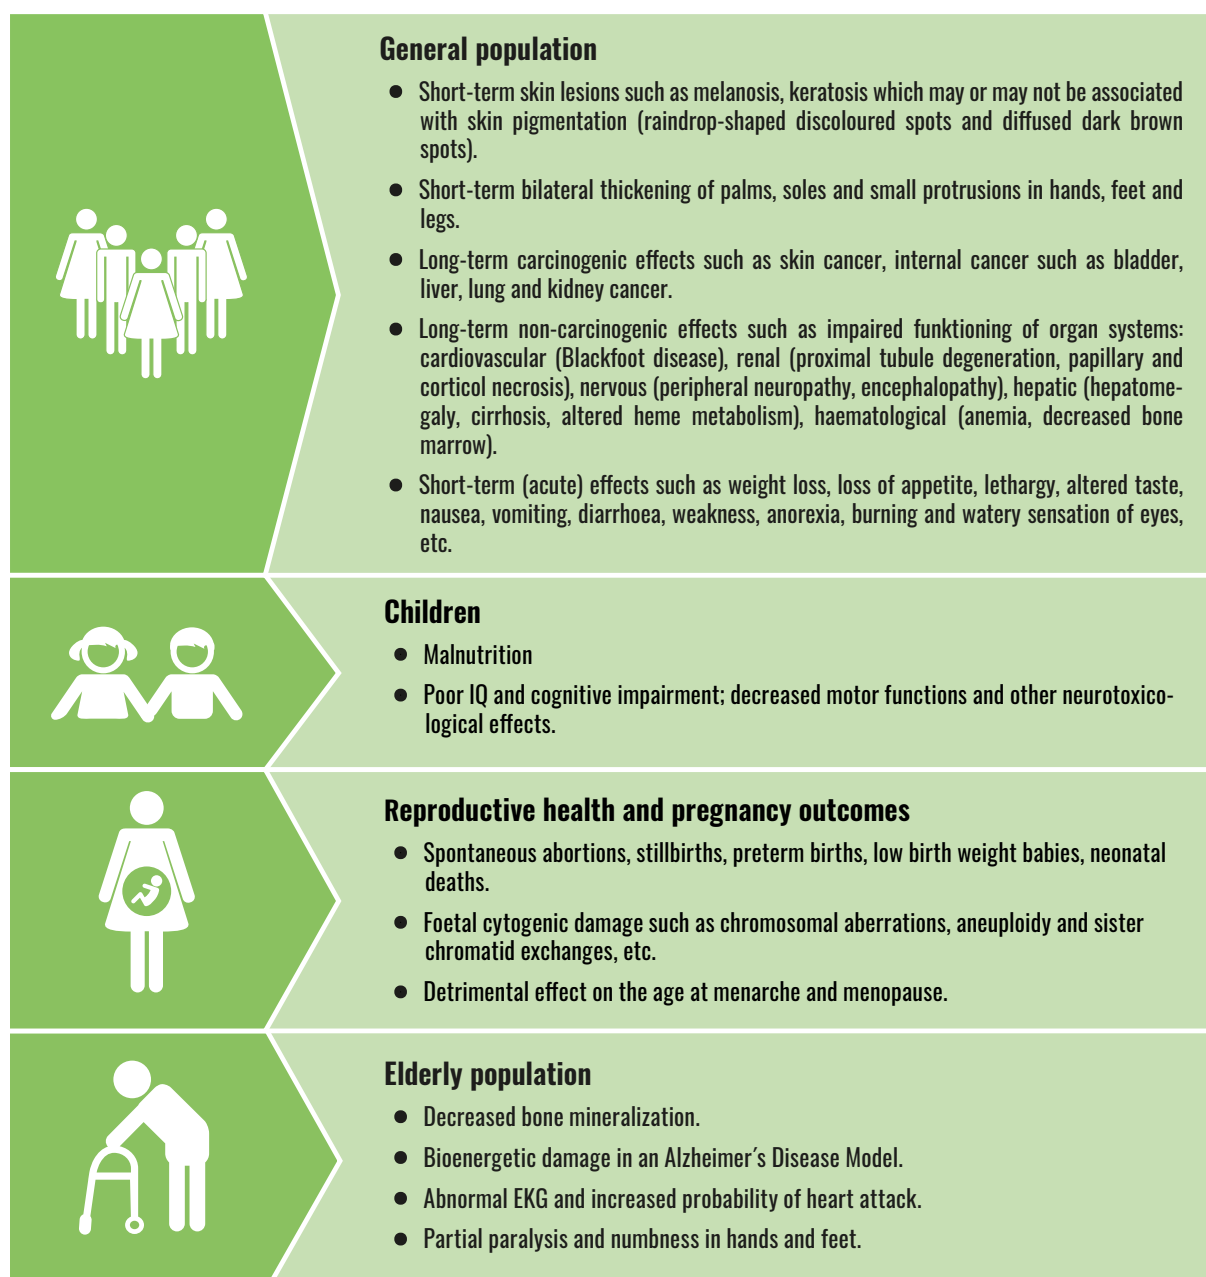 General population
● Short-term skin lesions such as melanosis, keratosis which may or may not be associated
with skin pigmentation (raindrop-shaped discoloured spots and diffused dark brown
spots).
● Short-term bilateral thickening of palms, soles and small protrusions in hands, feet and
legs.
● Long-term carcinogenic effects such as skin cancer, internal cancer such as bladder,
liver, lung and kidney cancer.
● Long-term non-carcinogenic effects such as impaired funktioning of organ systems:
cardiovascular (Blackfoot disease), renal (proximal tubule degeneration, papillary and
corticol necrosis), nervous (peripheral neuropathy, encephalopathy), hepatic (hepatome-
galy, cirrhosis, altered heme metabolism), haematological (anemia, decreased bone
marrow).
● Short-term (acute) effects such as weight loss, loss of appetite, lethargy, altered taste,
nausea, vomiting, diarrhoea, weakness, anorexia, burning and watery sensation of eyes,
etc.
Children
● Malnutrition
● Poor IQ and cognitive impairment; decreased motor functions and other neurotoxico-
logical effects.
Reproductive health and pregnancy outcomes
● Spontaneous abortions, stillbirths, preterm births, low birth weight babies, neonatal
deaths.
● Foetal cytogenic damage such as chromosomal aberrations, aneuploidy and sister
chromatid exchanges, etc.
● Detrimental effect on the age at menarche and menopause.
Elderly population
● Decreased bone mineralization.
● Bioenergetic damage in an Alzheimer´s Disease Model.
● Abnormal EKG and increased probability of heart attack.
● Partial paralysis and numbness in hands and feet.